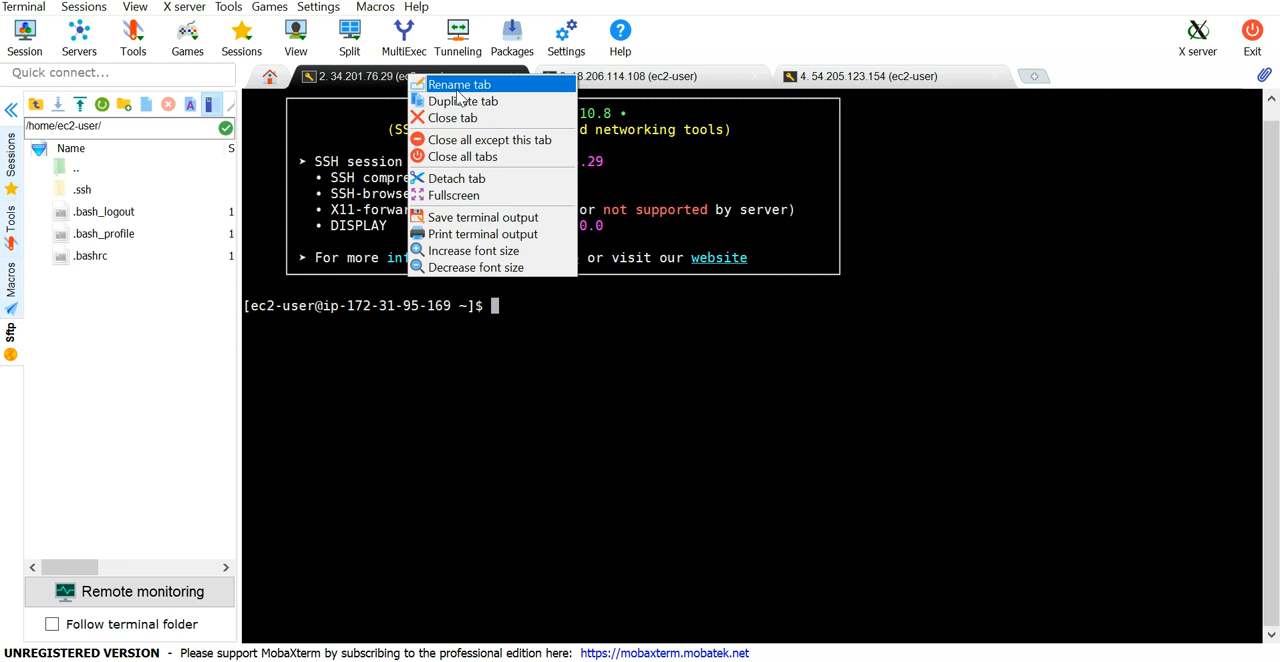 Terminal Sessions View X server Tools Games Settings Macros Help
Session Servers Tools Games Sessions View Split MultiExec Tunneling Packages Settings Help X server Exit
Quick connect...
2. 34.201.76.29 18.206.114.108 (ec2-user) 4. 54.205.123.154 (ec2-user)
/home/ec2-user/
Name S
..
.ssh
.bash_logout 1
.bash_profile 1
.bashrc 1
Sessions
Tools
Macros
Sftp
Rename tab
Duplicate tab
Close tab
Close all except this tab
Close all tabs
Detach tab
Fullscreen
Save terminal output
Print terminal output
Increase font size
Decrease font size
10.8 •
d networking tools)
➤ SSH session .29
• SSH compre
• SSH-browse
• X11-forwar or not supported by server)
• DISPLAY 0.0
➤ For more in or visit our website
[ec2-user@ip-172-31-95-169 ~]$
Remote monitoring
Follow terminal folder
UNREGISTERED VERSION - Please support MobaXterm by subscribing to the professional edition here: https://mobaxterm.mobatek.net